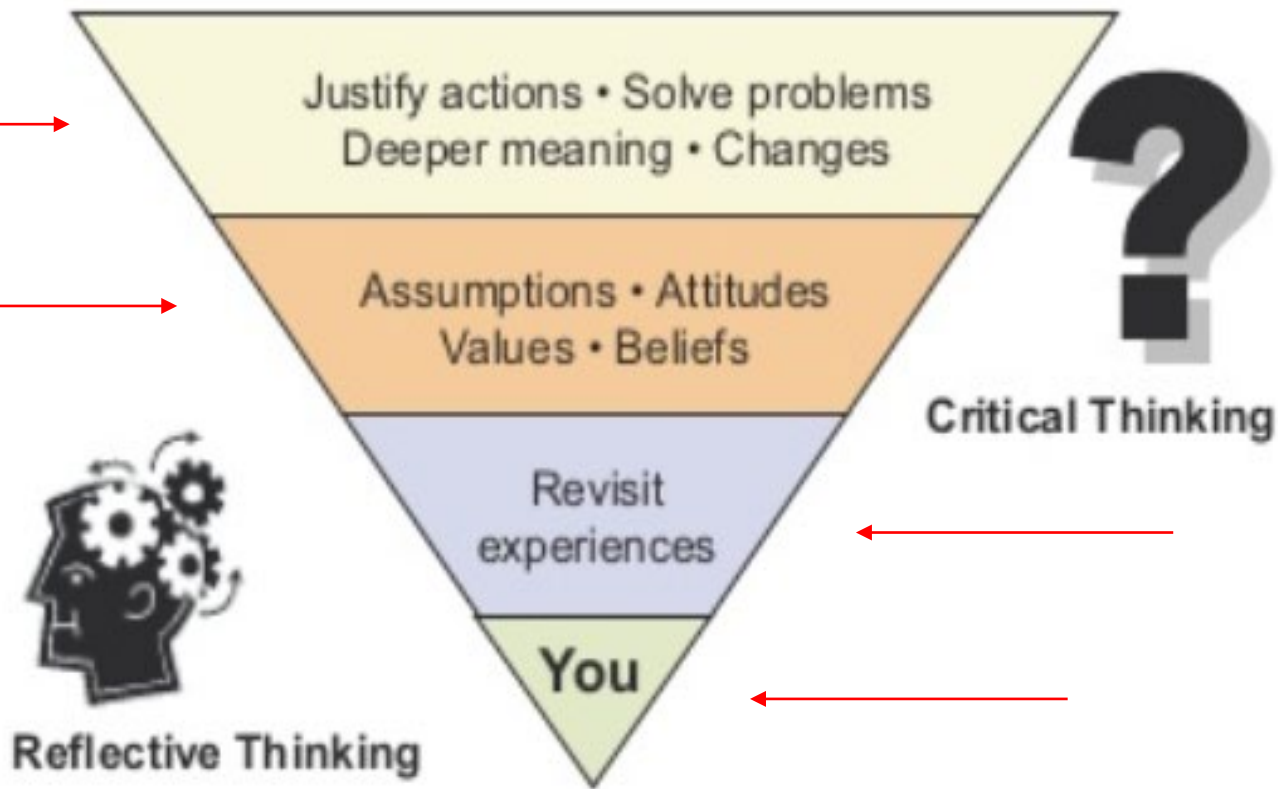 Justify actions • Solve problems
Deeper meaning • Changes
Assumptions • Attitudes
Values • Beliefs
Critical Thinking
Revisit
experiences
You
Reflective Thinking